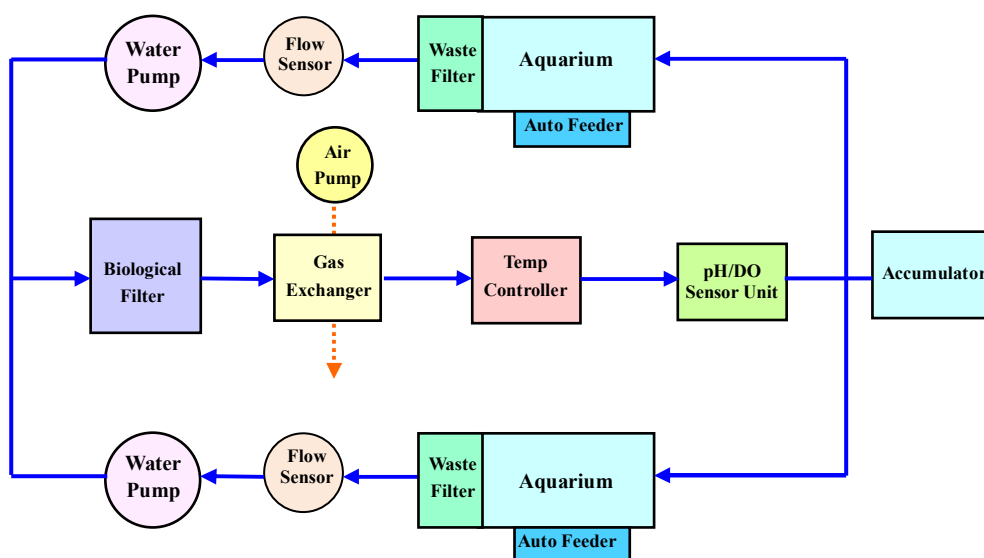 Water
Pump
Flow
Sensor
Waste
Filter
Aquarium
Auto Feeder
Air
Pump
Biological
Filter
Gas
Exchanger
Temp
Controller
pH/DO
Sensor Unit
Accumulator
Water
Pump
Flow
Sensor
Waste
Filter
Aquarium
Auto Feeder